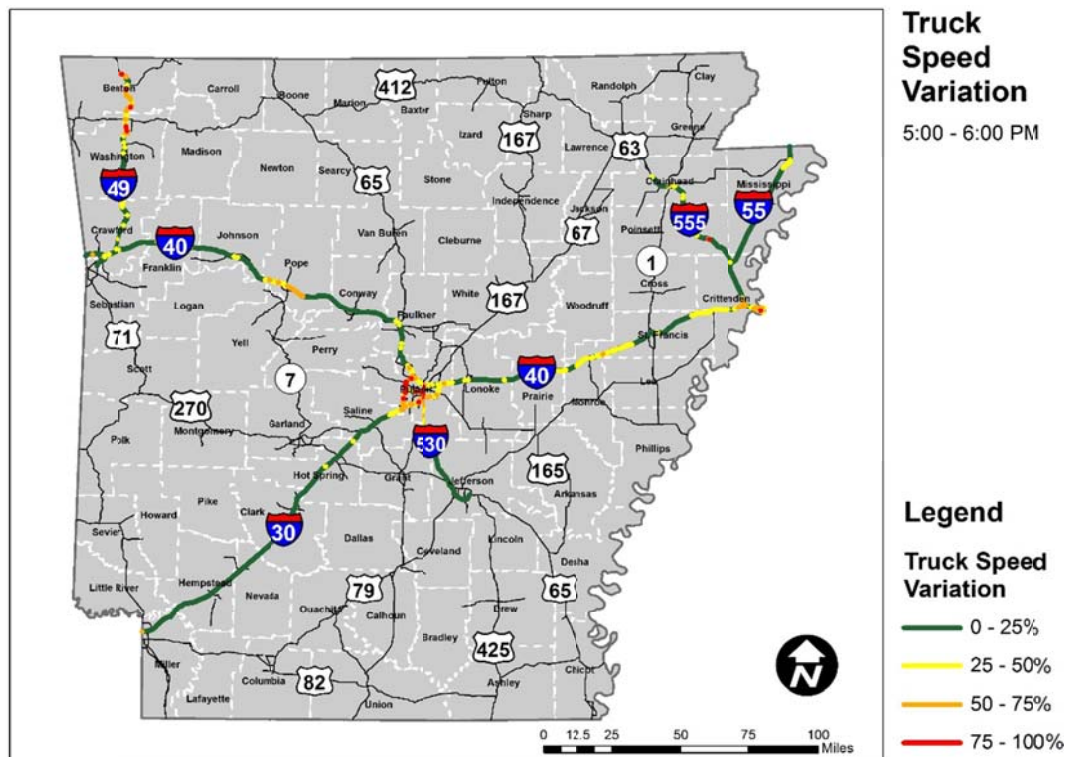 Truck
Speed
Variation
5:00 - 6:00 PM
Benton
Carroll
Boone
Marion
412
Baxter
Fulton
Randolph
Clay
Sharp
Izard
167
Greene
Lawrence
63
Washington
Madison
Newton
Searcy
65
Stone
Independence
Craighead
Mississippi
49
Jackson
67
555
55
Poinsett
Crawford
40
Johnson
Van Buren
Cleburne
Franklin
Pope
1
Cross
Sebastian
Logan
Conway
White
167
Woodruff
Crittenden
Faulkner
St. Francis
71
Yell
Perry
Scott
7
Pulaski
Lonoke
40
Prairie
Lee
Monroe
270
Saline
Garland
Polk
Montgomery
530
Phillips
Hot Spring
Grant
Jefferson
165
Arkansas
Pike
Howard
Clark
30
Sevier
Dallas
Lincoln
Cleveland
Desha
Little River
Hempstead
Nevada
79
65
Ouachita
Calhoun
Drew
Bradley
425
Miller
Chicot
Columbia
82
Ashley
Lafayette
Union
N
0 12.5 25 50 75 100
Miles
Legend
Truck Speed
Variation
0 - 25%
25 - 50%
50 - 75%
75 - 100%